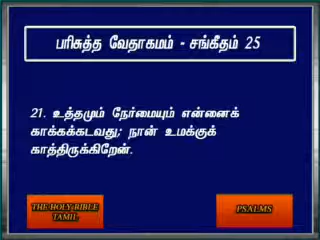 பரிசுத்த வேதாகமம் - சங்கீதம் 25
21. உத்தமும் நேர்மையும் என்னைக்
காக்கக்கடவது; நான் உமக்குக்
காத்திருக்கிறேன்.
THE HOLY BIBLE
TAMIL
PSALMS